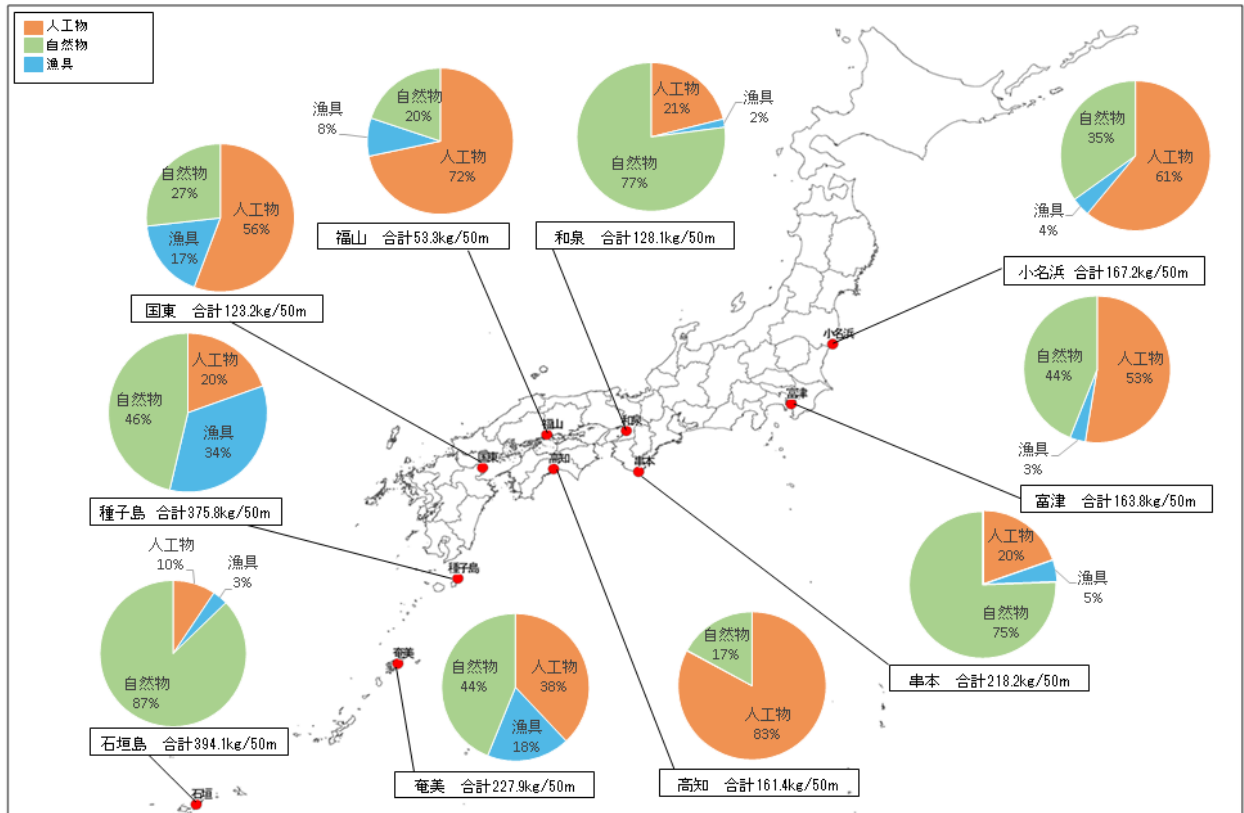 人工物
自然物
漁具
自然物
20%
漁具
8%
人工物
72%
福山 合計53.3kg/50m
人工物
21%
漁具
2%
自然物
77%
和泉 合計128.1kg/50m
自然物
35%
人工物
61%
漁具
4%
小名浜 合計167.2kg/50m
自然物
27%
人工物
56%
漁具
17%
国東 合計123.2kg/50m
人工物
20%
自然物
46%
漁具
34%
種子島 合計375.8kg/50m
自然物
44%
人工物
53%
漁具
3%
富津 合計163.8kg/50m
人工物
10%
漁具
3%
自然物
87%
石垣島 合計394.1kg/50m
自然物
44%
人工物
38%
漁具
18%
奄美 合計227.9kg/50m
自然物
17%
人工物
83%
高知 合計161.4kg/50m
人工物
20%
漁具
5%
自然物
75%
串本 合計218.2kg/50m
小名浜
富津
和泉
福山
国東
高知
串本
種子島
奄美
石垣